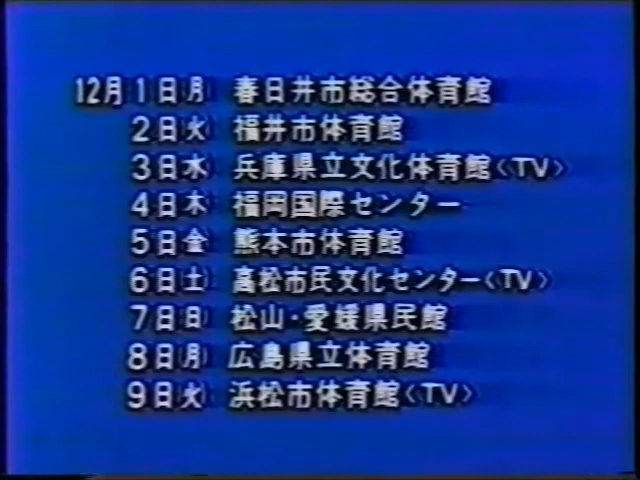 12月1日(月) 春日井市総合体育館
2日(火) 福井市体育館
3日(水) 兵庫県立文化体育館〈TV〉
4日(木) 福岡国際センター
5日(金) 熊本市体育館
6日(土) 高松市民文化センター〈TV〉
7日(日) 松山・愛媛県民館
8日(月) 広島県立体育館
9日(火) 浜松市体育館〈TV〉